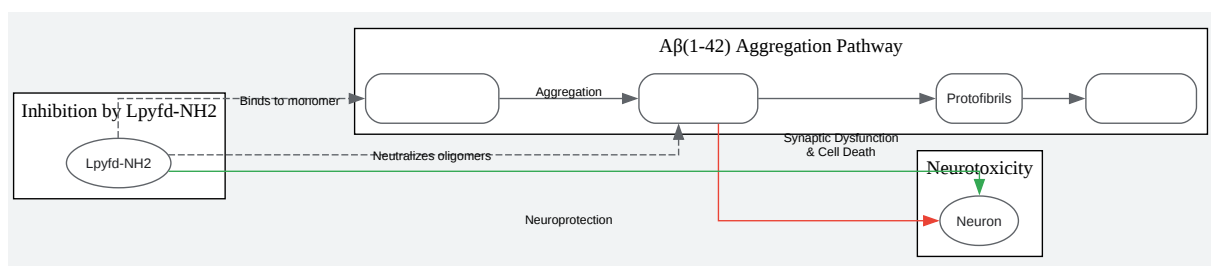 Aβ(1-42) Aggregation Pathway
Inhibition by Lpyfd-NH2
Binds to monomer
Aggregation
Protofibrils
Lpyfd-NH2
Neutralizes oligomers
Synaptic Dysfunction
& Cell Death
Neurotoxicity
Neuroprotection
Neuron